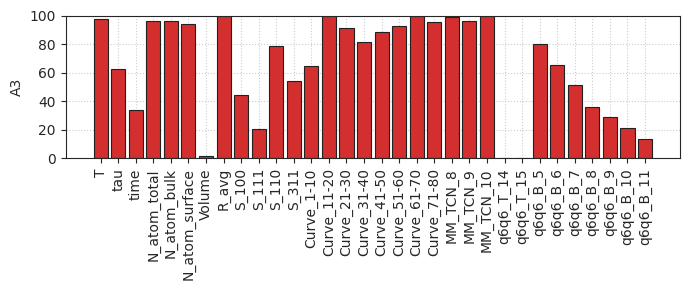 A3
100
80
60
40
20
0
T
tau
time
N_atom_total
N_atom_bulk
N_atom_surface
Volume
R_avg
S_100
S_111
S_110
S_311
Curve_1-10
Curve_11-20
Curve_21-30
Curve_31-40
Curve_41-50
Curve_51-60
Curve_61-70
Curve_71-80
MM_TCN_8
MM_TCN_9
MM_TCN_10
q6q6_T_14
q6q6_T_15
q6q6_B_5
q6q6_B_6
q6q6_B_7
q6q6_B_8
q6q6_B_9
q6q6_B_10
q6q6_B_11